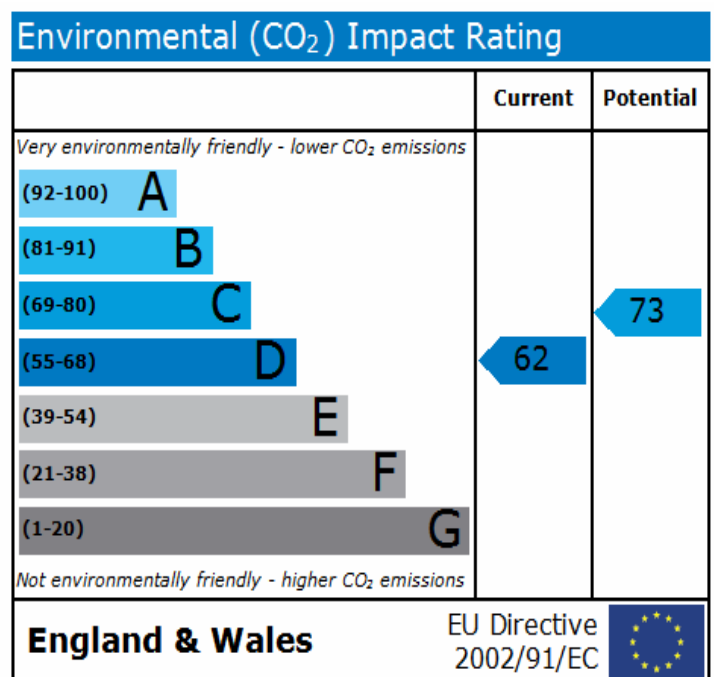 Environmental (CO₂) Impact Rating
Current Potential
Very environmentally friendly - lower CO₂ emissions
(92-100) A
(81-91) B
(69-80) C
73
(55-68) D
62
(39-54) E
(21-38) F
(1-20) G
Not environmentally friendly - higher CO₂ emissions
England & Wales
EU Directive
2002/91/EC